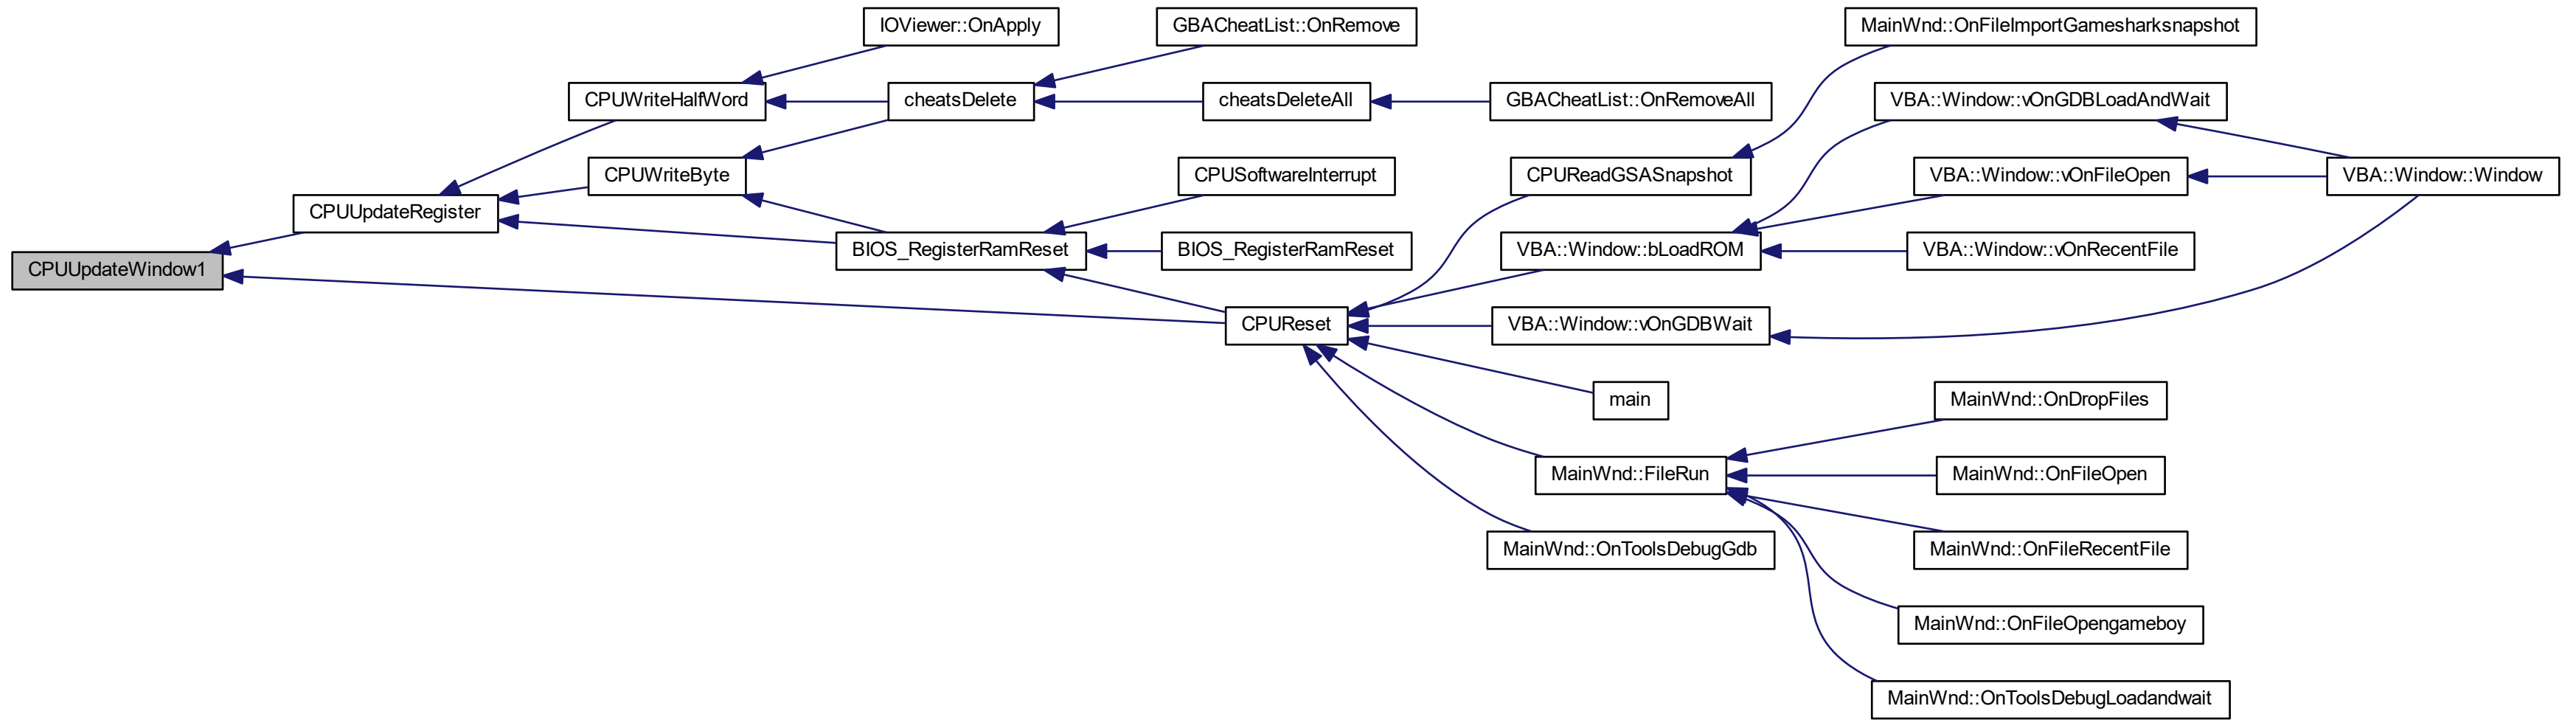 IOViewer::OnApply
GBACheatList::OnRemove
MainWnd::OnFileImportGamesharksnapshot
CPUWriteHalfWord
cheatsDelete
cheatsDeleteAll
GBACheatList::OnRemoveAll
VBA::Window::vOnGDBLoadAndWait
CPUWriteByte
CPUSoftwareInterrupt
CPUReadGSASnapshot
VBA::Window::vOnFileOpen
VBA::Window::Window
CPUUpdateRegister
BIOS_RegisterRamReset
BIOS_RegisterRamReset
VBA::Window::bLoadROM
VBA::Window::vOnRecentFile
CPUUpdateWindow1
CPUReset
VBA::Window::vOnGDBWait
main
MainWnd::OnDropFiles
MainWnd::FileRun
MainWnd::OnFileOpen
MainWnd::OnToolsDebugGdb
MainWnd::OnFileRecentFile
MainWnd::OnFileOpengameboy
MainWnd::OnToolsDebugLoadandwait